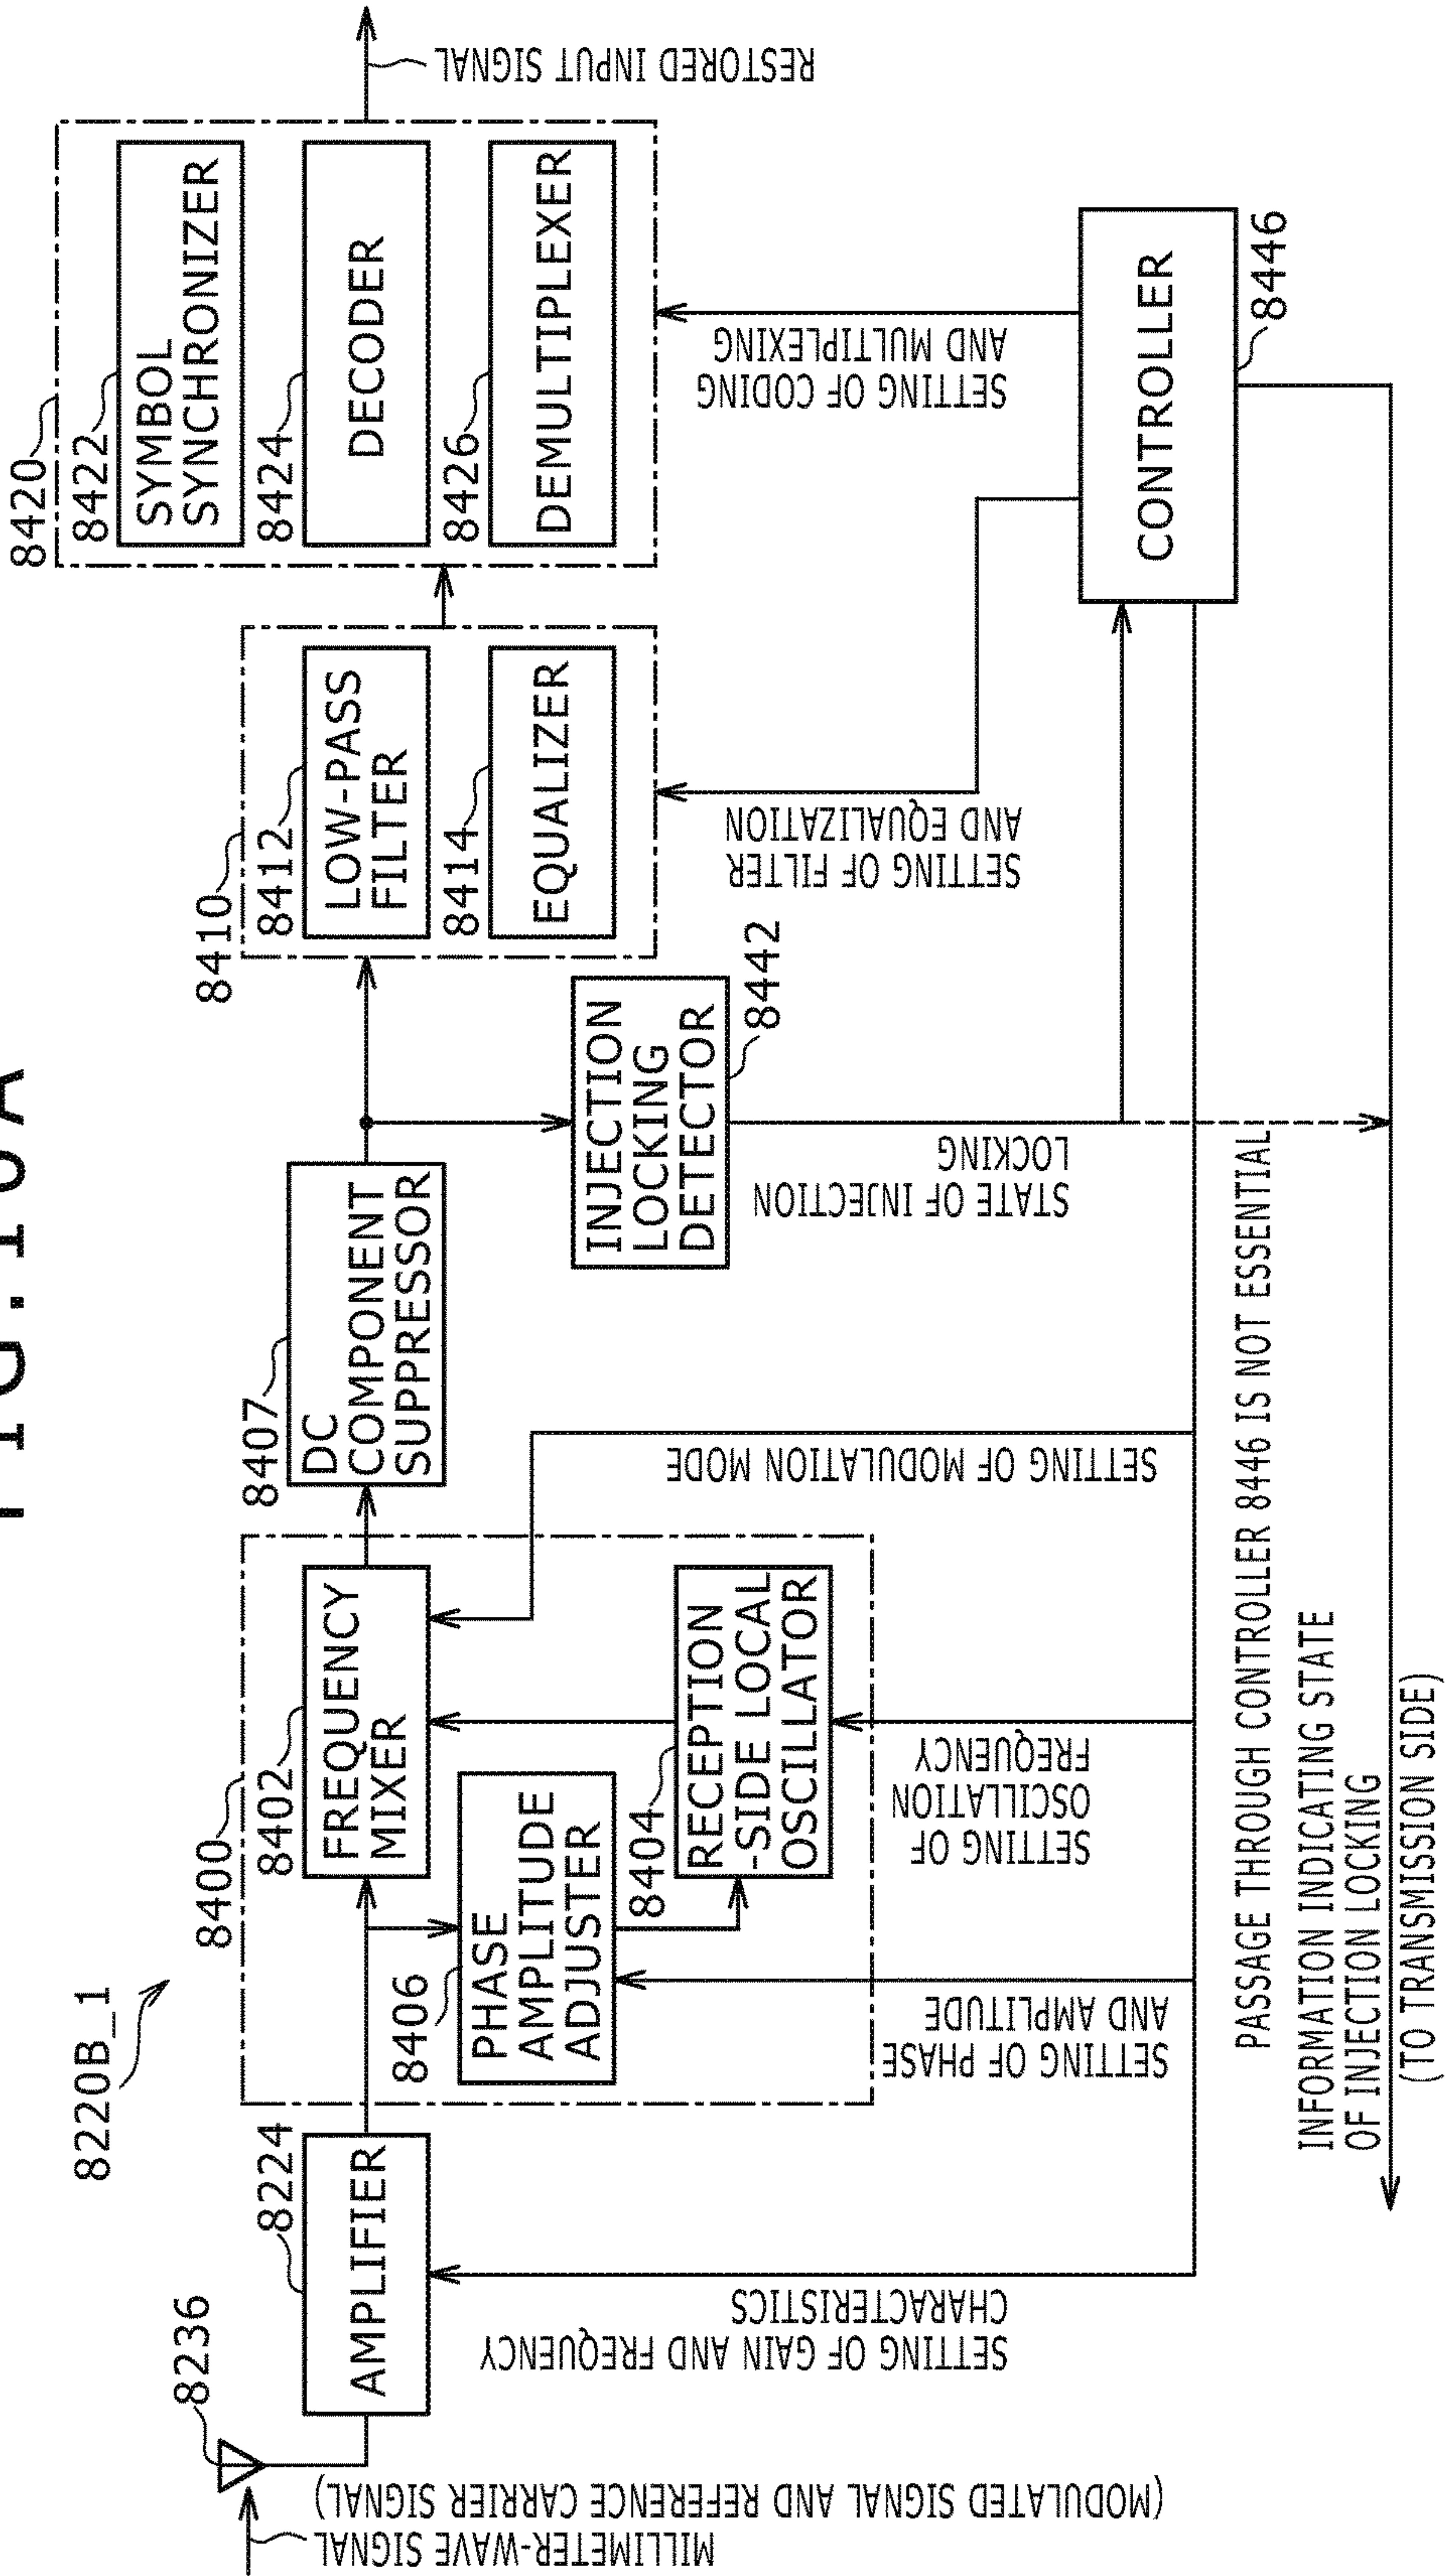 FIG. 10A
8220B_1
8236
MILLIMETER-WAVE SIGNAL
(MODULATED SIGNAL AND REFERENCE CARRIER SIGNAL)
8224
AMPLIFIER
SETTING OF GAIN AND FREQUENCY
CHARACTERISTICS
8400
8402
FREQUENCY
MIXER
8406
PHASE
AMPLITUDE
ADJUSTER
8404
RECEPTION
-SIDE LOCAL
OSCILLATOR
SETTING OF PHASE
AND AMPLITUDE
SETTING OF
OSCILLATION
FREQUENCY
SETTING OF MODULATION MODE
8407
DC
COMPONENT
SUPPRESSOR
INJECTION
LOCKING
DETECTOR
8442
STATE OF INJECTION
LOCKING
8410
8412
LOW-PASS
FILTER
8414
EQUALIZER
SETTING OF FILTER
AND EQUALIZATION
8420
8422
SYMBOL
SYNCHRONIZER
8424
DECODER
8426
DEMULTIPLEXER
RESTORED INPUT SIGNAL
SETTING OF CODING
AND MULTIPLEXING
CONTROLLER
8446
PASSAGE THROUGH CONTROLLER 8446 IS NOT ESSENTIAL
INFORMATION INDICATING STATE
OF INJECTION LOCKING
(TO TRANSMISSION SIDE)